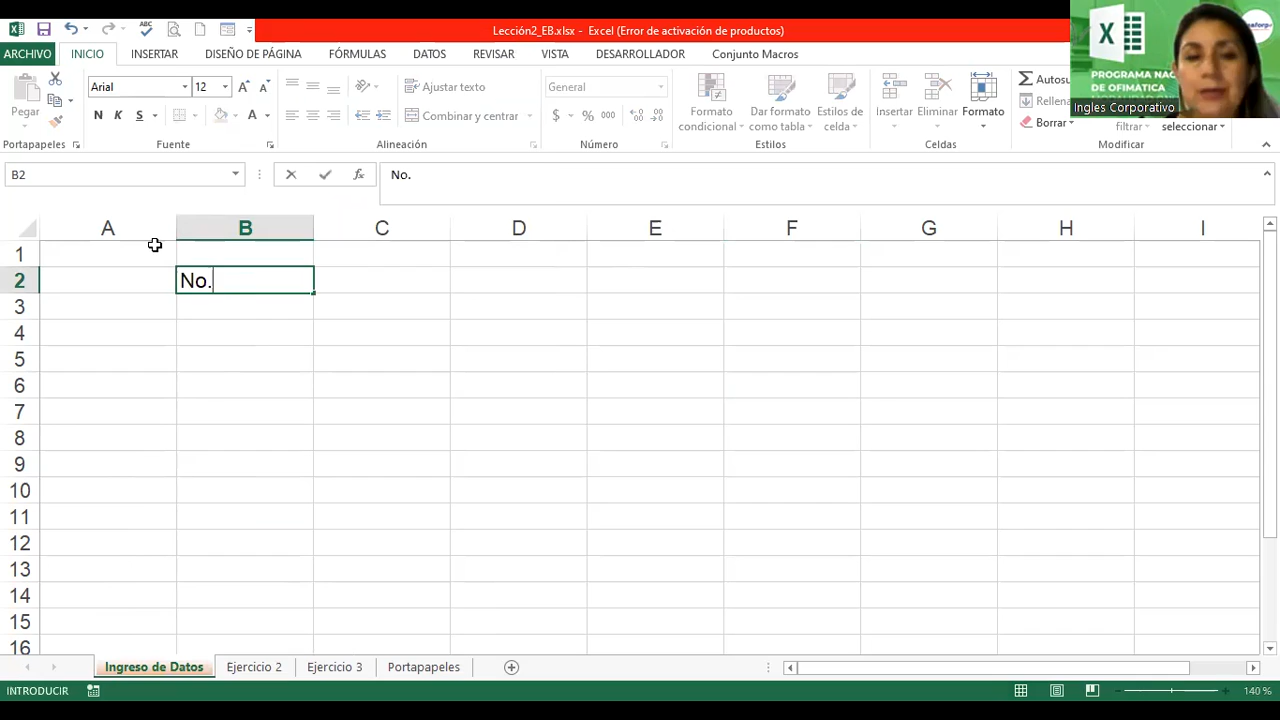 Lección2_EB.xlsx - Excel (Error de activación de productos)
ARCHIVO INICIO INSERTAR DISEÑO DE PÁGINA FÓRMULAS DATOS REVISAR VISTA DESARROLLADOR Conjunto Macros
PROGRAMA NAC
DE OFIMATICA
Ingles Corporativo
Pegar
Arial 12
N K S
Ajustar texto
Combinar y centrar
General
$ % 000
Formato condicional
Dar formato como tabla
Estilos de celda
Insertar Eliminar Formato
Autosu
Rellena
Borrar
filtrar
seleccionar
Portapapeles Fuente Alineación Número Estilos Celdas Modificar
B2 fx No.
A B C D E F G H I
1
2 No.
3
4
5
6
7
8
9
10
11
12
13
14
15
16
Ingreso de Datos Ejercicio 2 Ejercicio 3 Portapapeles
INTRODUCIR 140 %